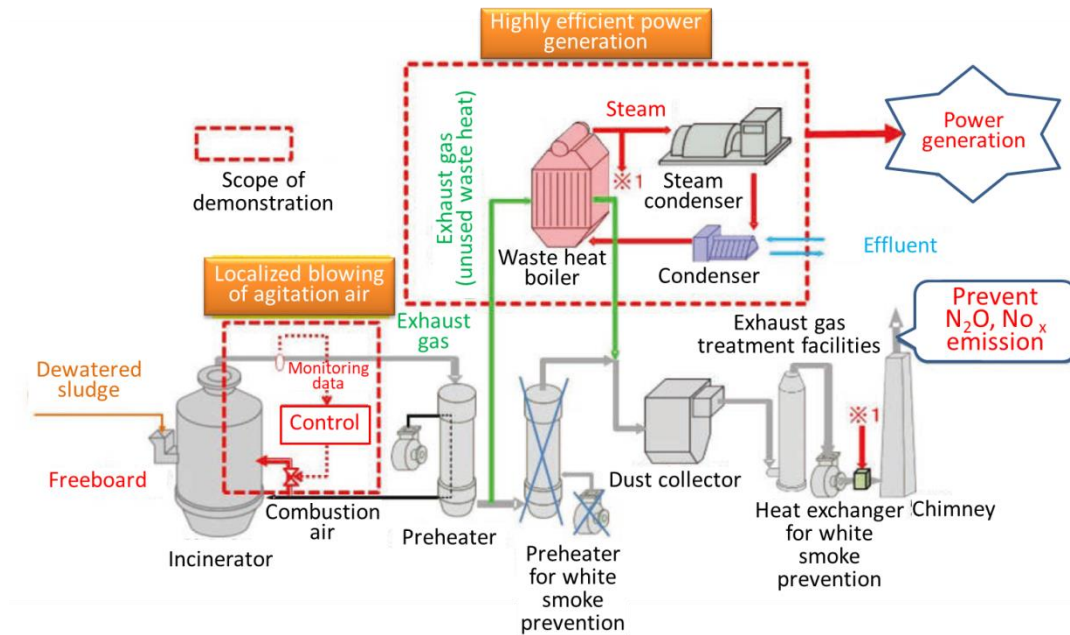 Highly efficient power
generation
Scope of
demonstration
Exhaust gas
(unused waste heat)
Steam
※1
Steam
condenser
Power
generation
Waste heat
boiler
Condenser
Effluent
Localized blowing
of agitation air
Exhaust
gas
Dewatered
sludge
Monitoring
data
Control
Freeboard
Combustion
air
Incinerator
Preheater
Preheater
for white
smoke
prevention
Dust collector
Exhaust gas
treatment facilities
Prevent
N₂O, Noₓ
emission
※1
Heat exchanger
for white
smoke
prevention
Chimney